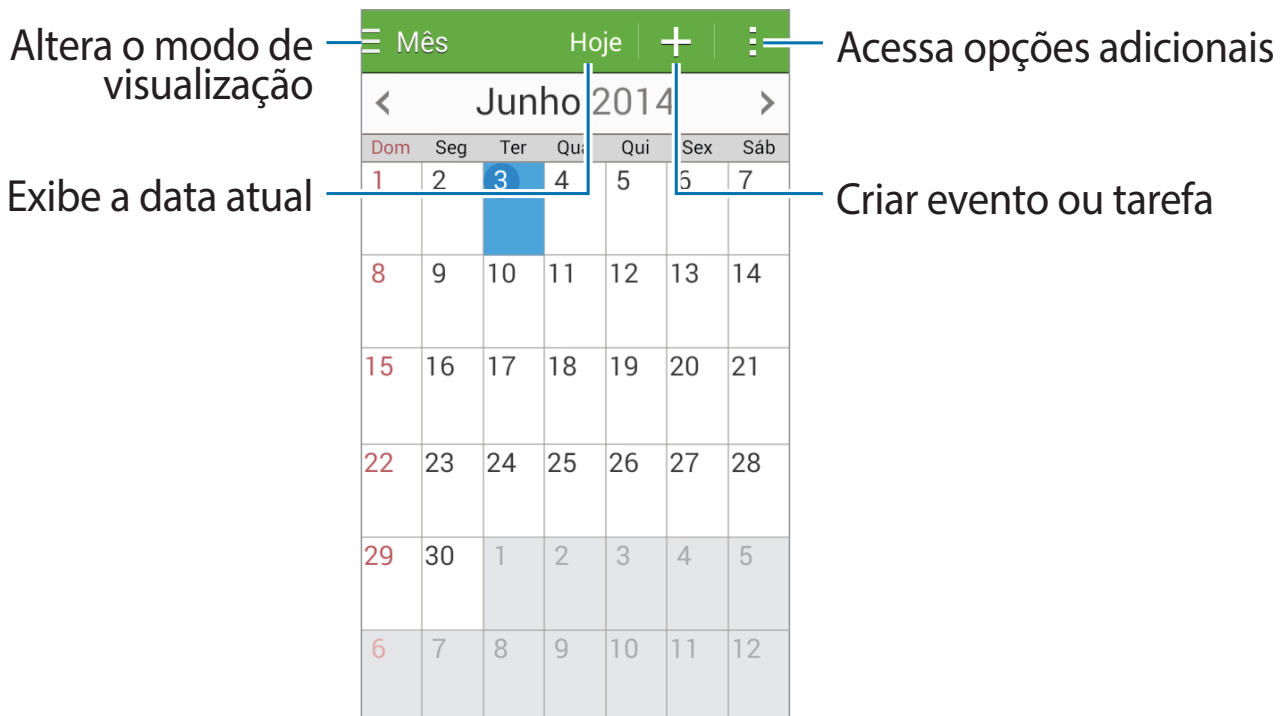 Altera o modo de
visualização
Exibe a data atual
Mês Hoje
Junho 2014
Dom Seg Ter Qua Qui Sex Sáb
1 2 3 4 5 6 7
8 9 10 11 12 13 14
15 16 17 18 19 20 21
22 23 24 25 26 27 28
29 30 1 2 3 4 5
6 7 8 9 10 11 12
Acessa opções adicionais
Criar evento ou tarefa